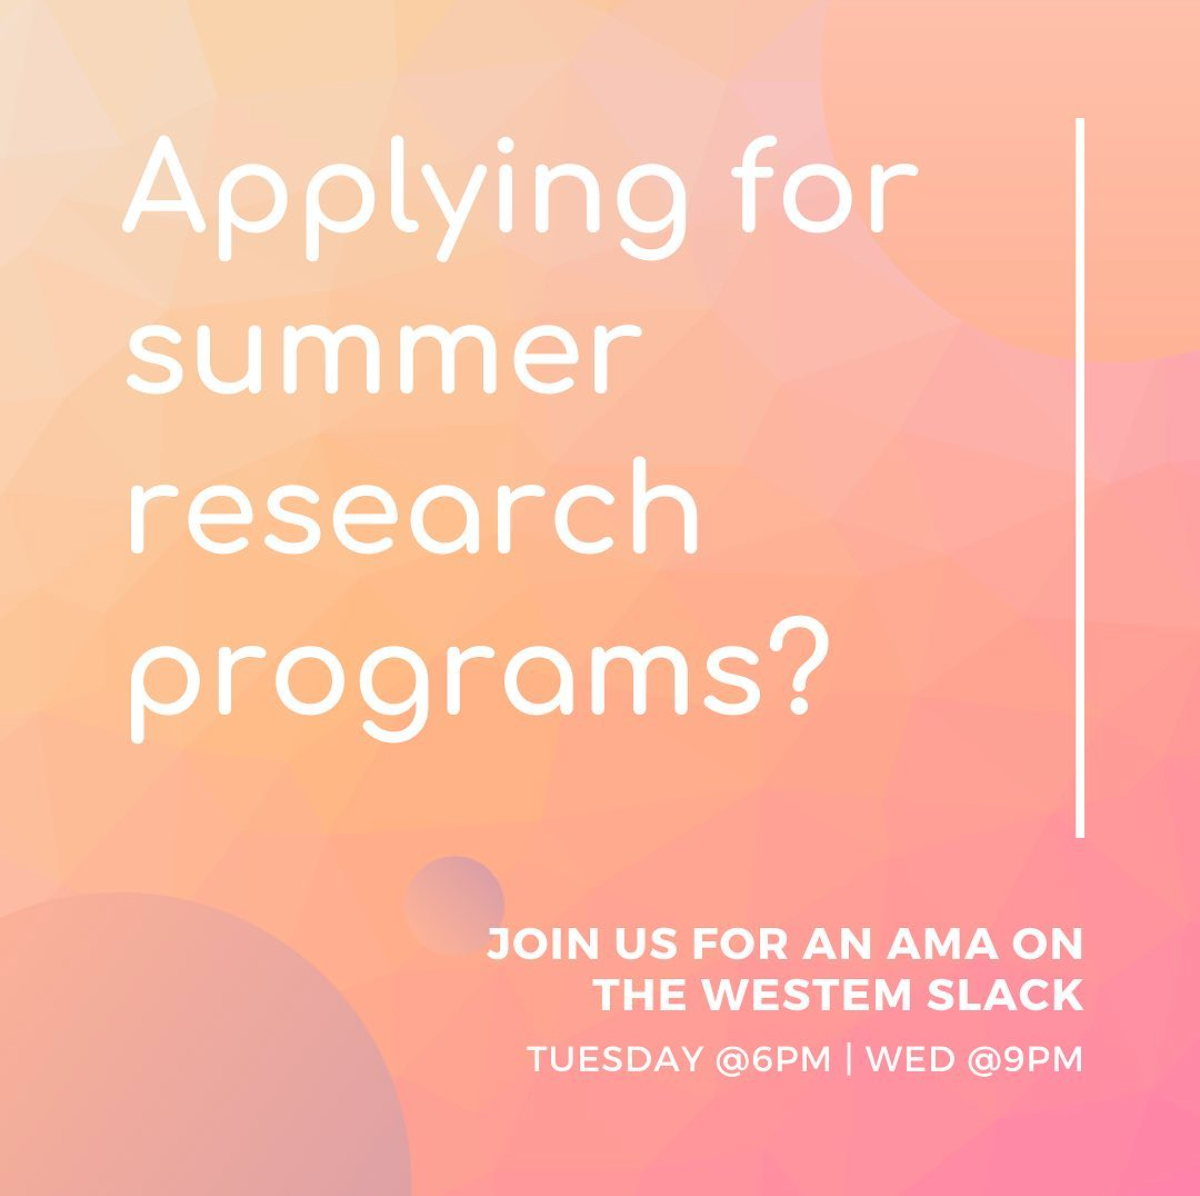 Applying for
summer
research
programs?
JOIN US FOR AN AMA ON
THE WESTEM SLACK
TUESDAY @6PM | WED @9PM